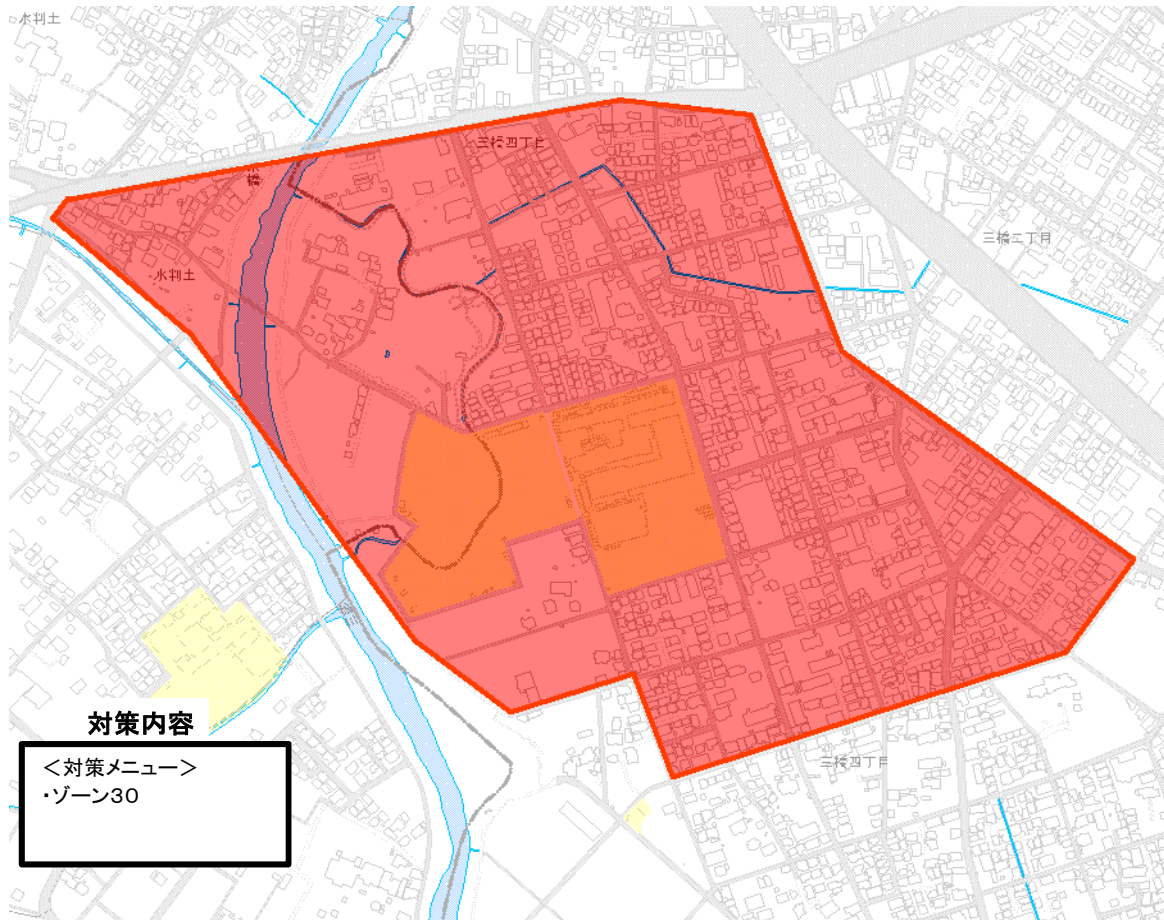 水判土
三橋四丁目
三橋二丁目
水判土
対策内容
＜対策メニュー＞
・ゾーン30
三橋四丁目